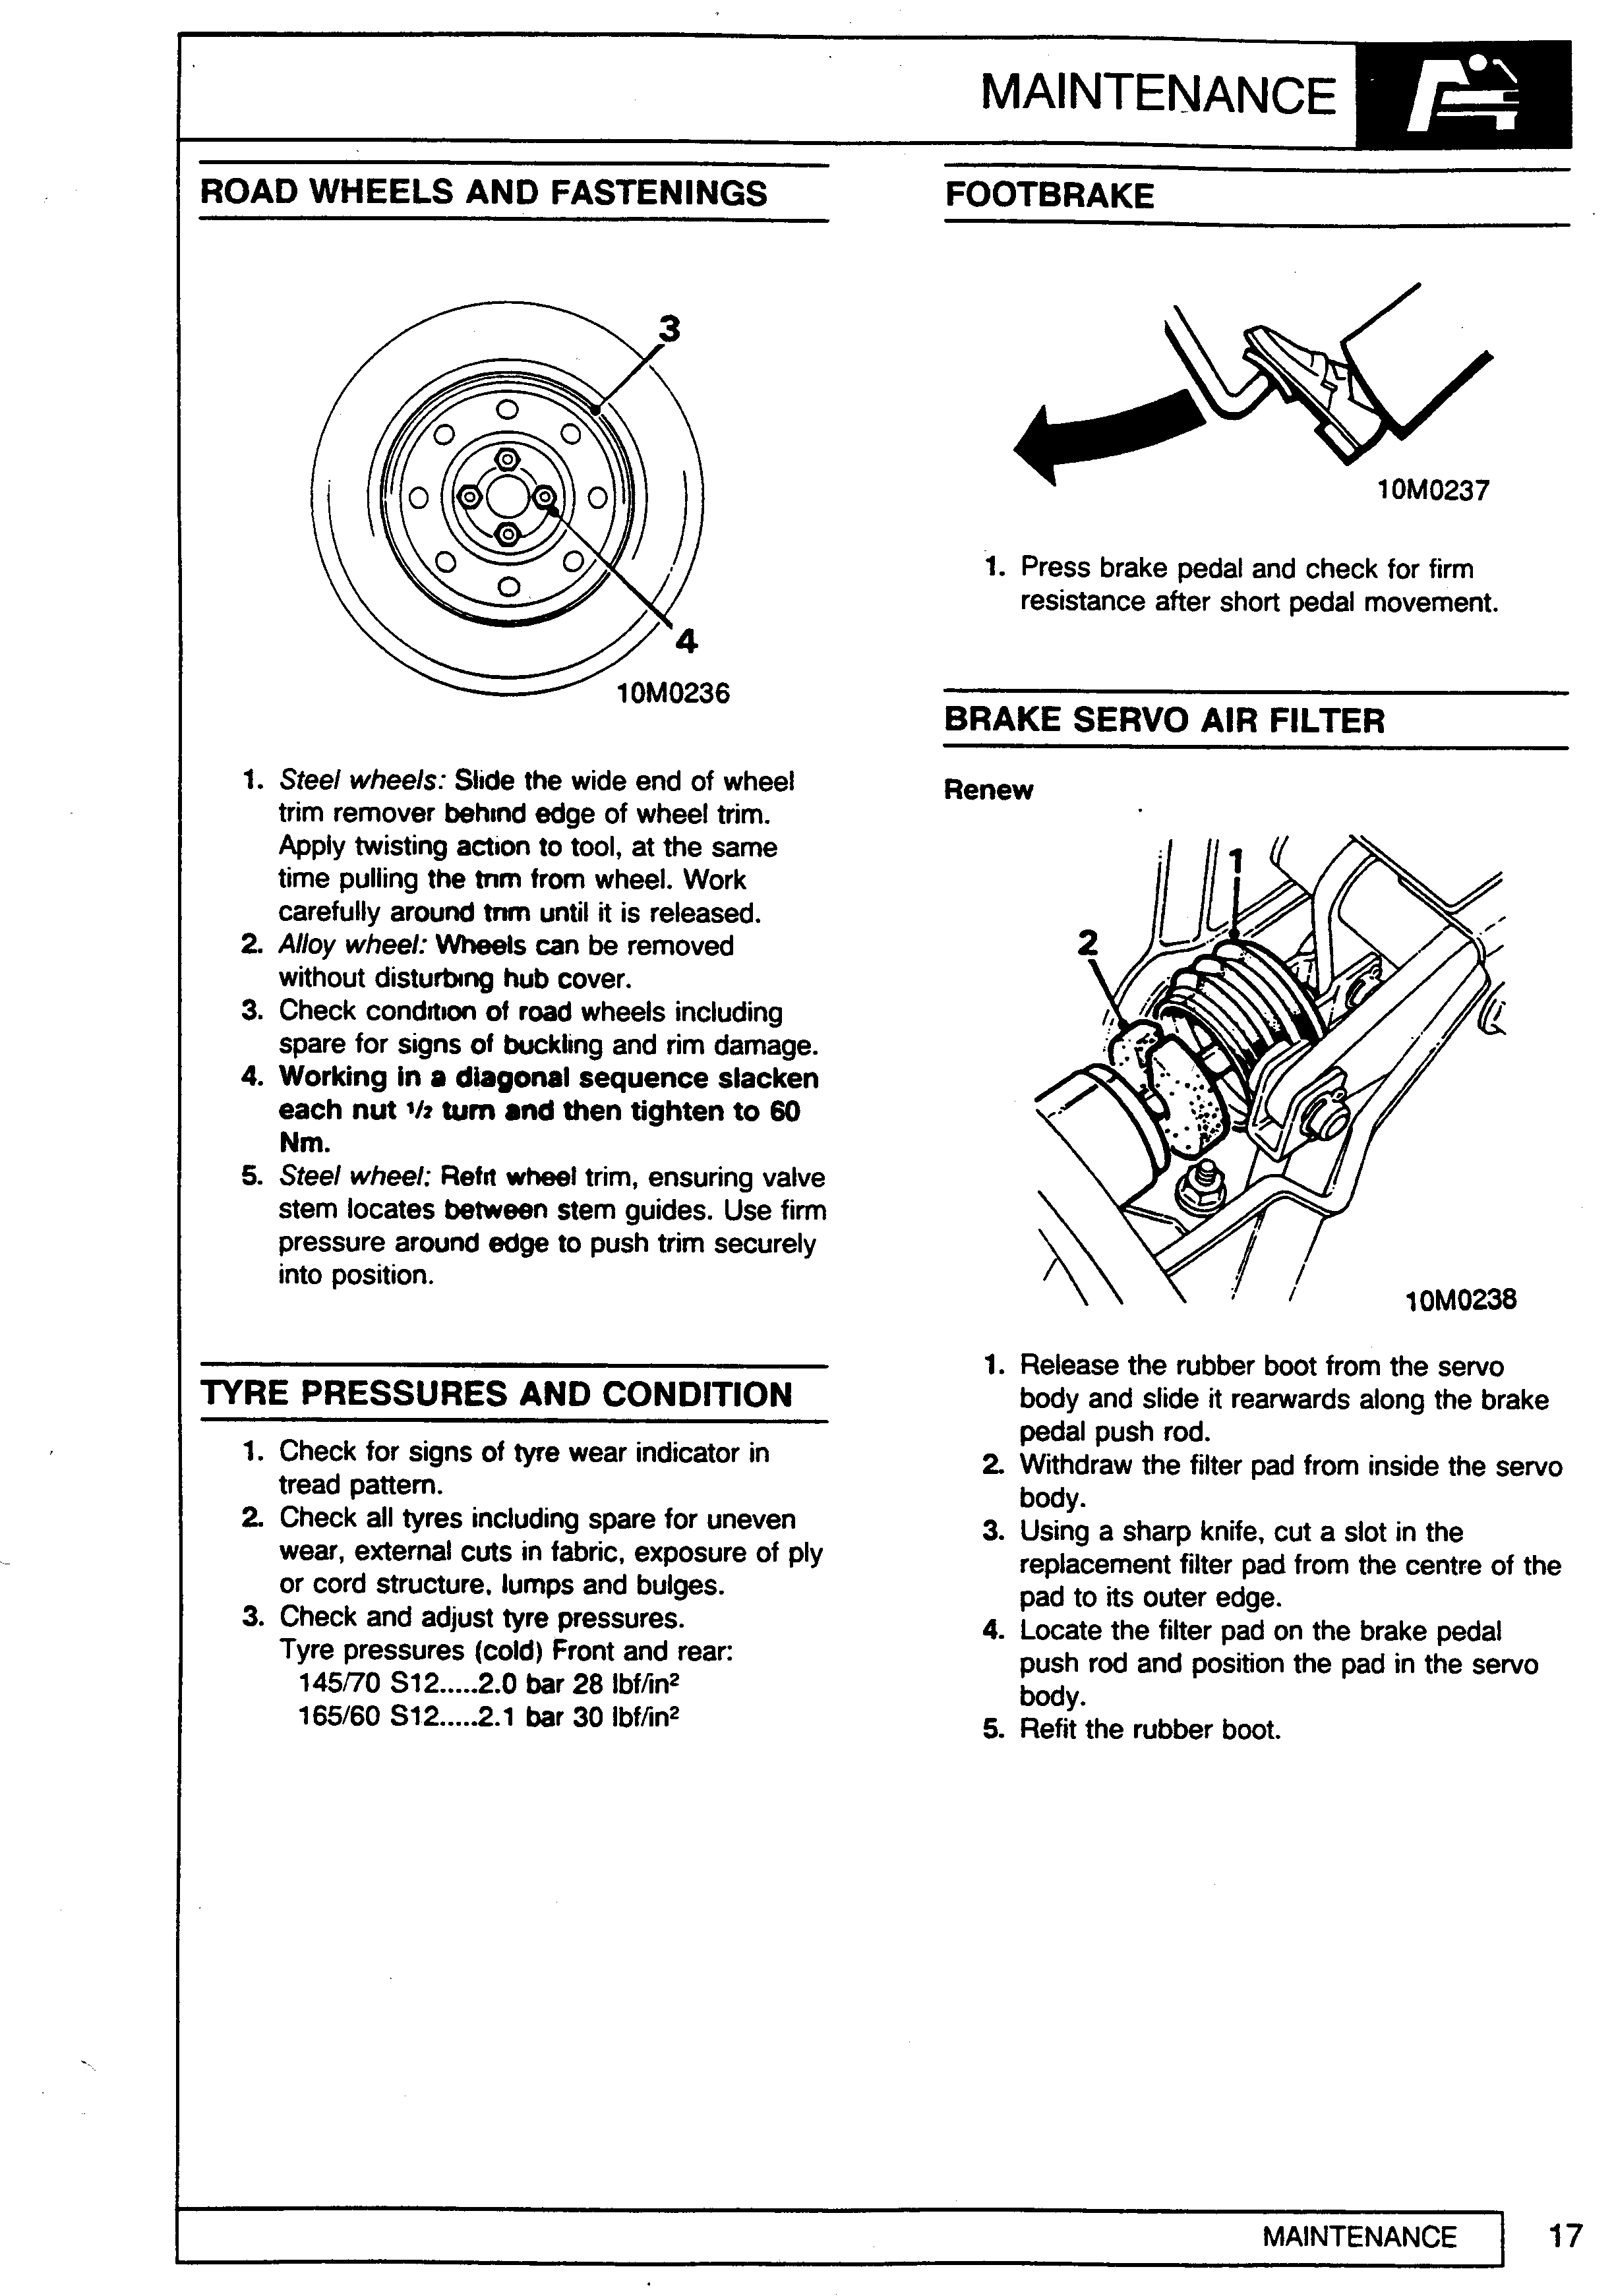 MAINTENANCE
ROAD WHEELS AND FASTENINGS
3
4
10M0236
1. Steel wheels: Slide the wide end of wheel
trim remover behind edge of wheel trim.
Apply twisting action to tool, at the same
time pulling the trim from wheel. Work
carefully around trim until it is released.
2. Alloy wheel: Wheels can be removed
without disturbing hub cover.
3. Check condition of road wheels including
spare for signs of buckling and rim damage.
4. Working in a diagonal sequence slacken
each nut 1/2 turn and then tighten to 60
Nm.
5. Steel wheel: Refit wheel trim, ensuring valve
stem locates between stem guides. Use firm
pressure around edge to push trim securely
into position.
TYRE PRESSURES AND CONDITION
1. Check for signs of tyre wear indicator in
tread pattern.
2. Check all tyres including spare for uneven
wear, external cuts in fabric, exposure of ply
or cord structure, lumps and bulges.
3. Check and adjust tyre pressures.
Tyre pressures (cold) Front and rear:
145/70 S12.....2.0 bar 28 lbf/in²
165/60 S12.....2.1 bar 30 lbf/in²
FOOTBRAKE
10M0237
1. Press brake pedal and check for firm
resistance after short pedal movement.
BRAKE SERVO AIR FILTER
Renew
1
2
10M0238
1. Release the rubber boot from the servo
body and slide it rearwards along the brake
pedal push rod.
2. Withdraw the filter pad from inside the servo
body.
3. Using a sharp knife, cut a slot in the
replacement filter pad from the centre of the
pad to its outer edge.
4. Locate the filter pad on the brake pedal
push rod and position the pad in the servo
body.
5. Refit the rubber boot.
MAINTENANCE
17